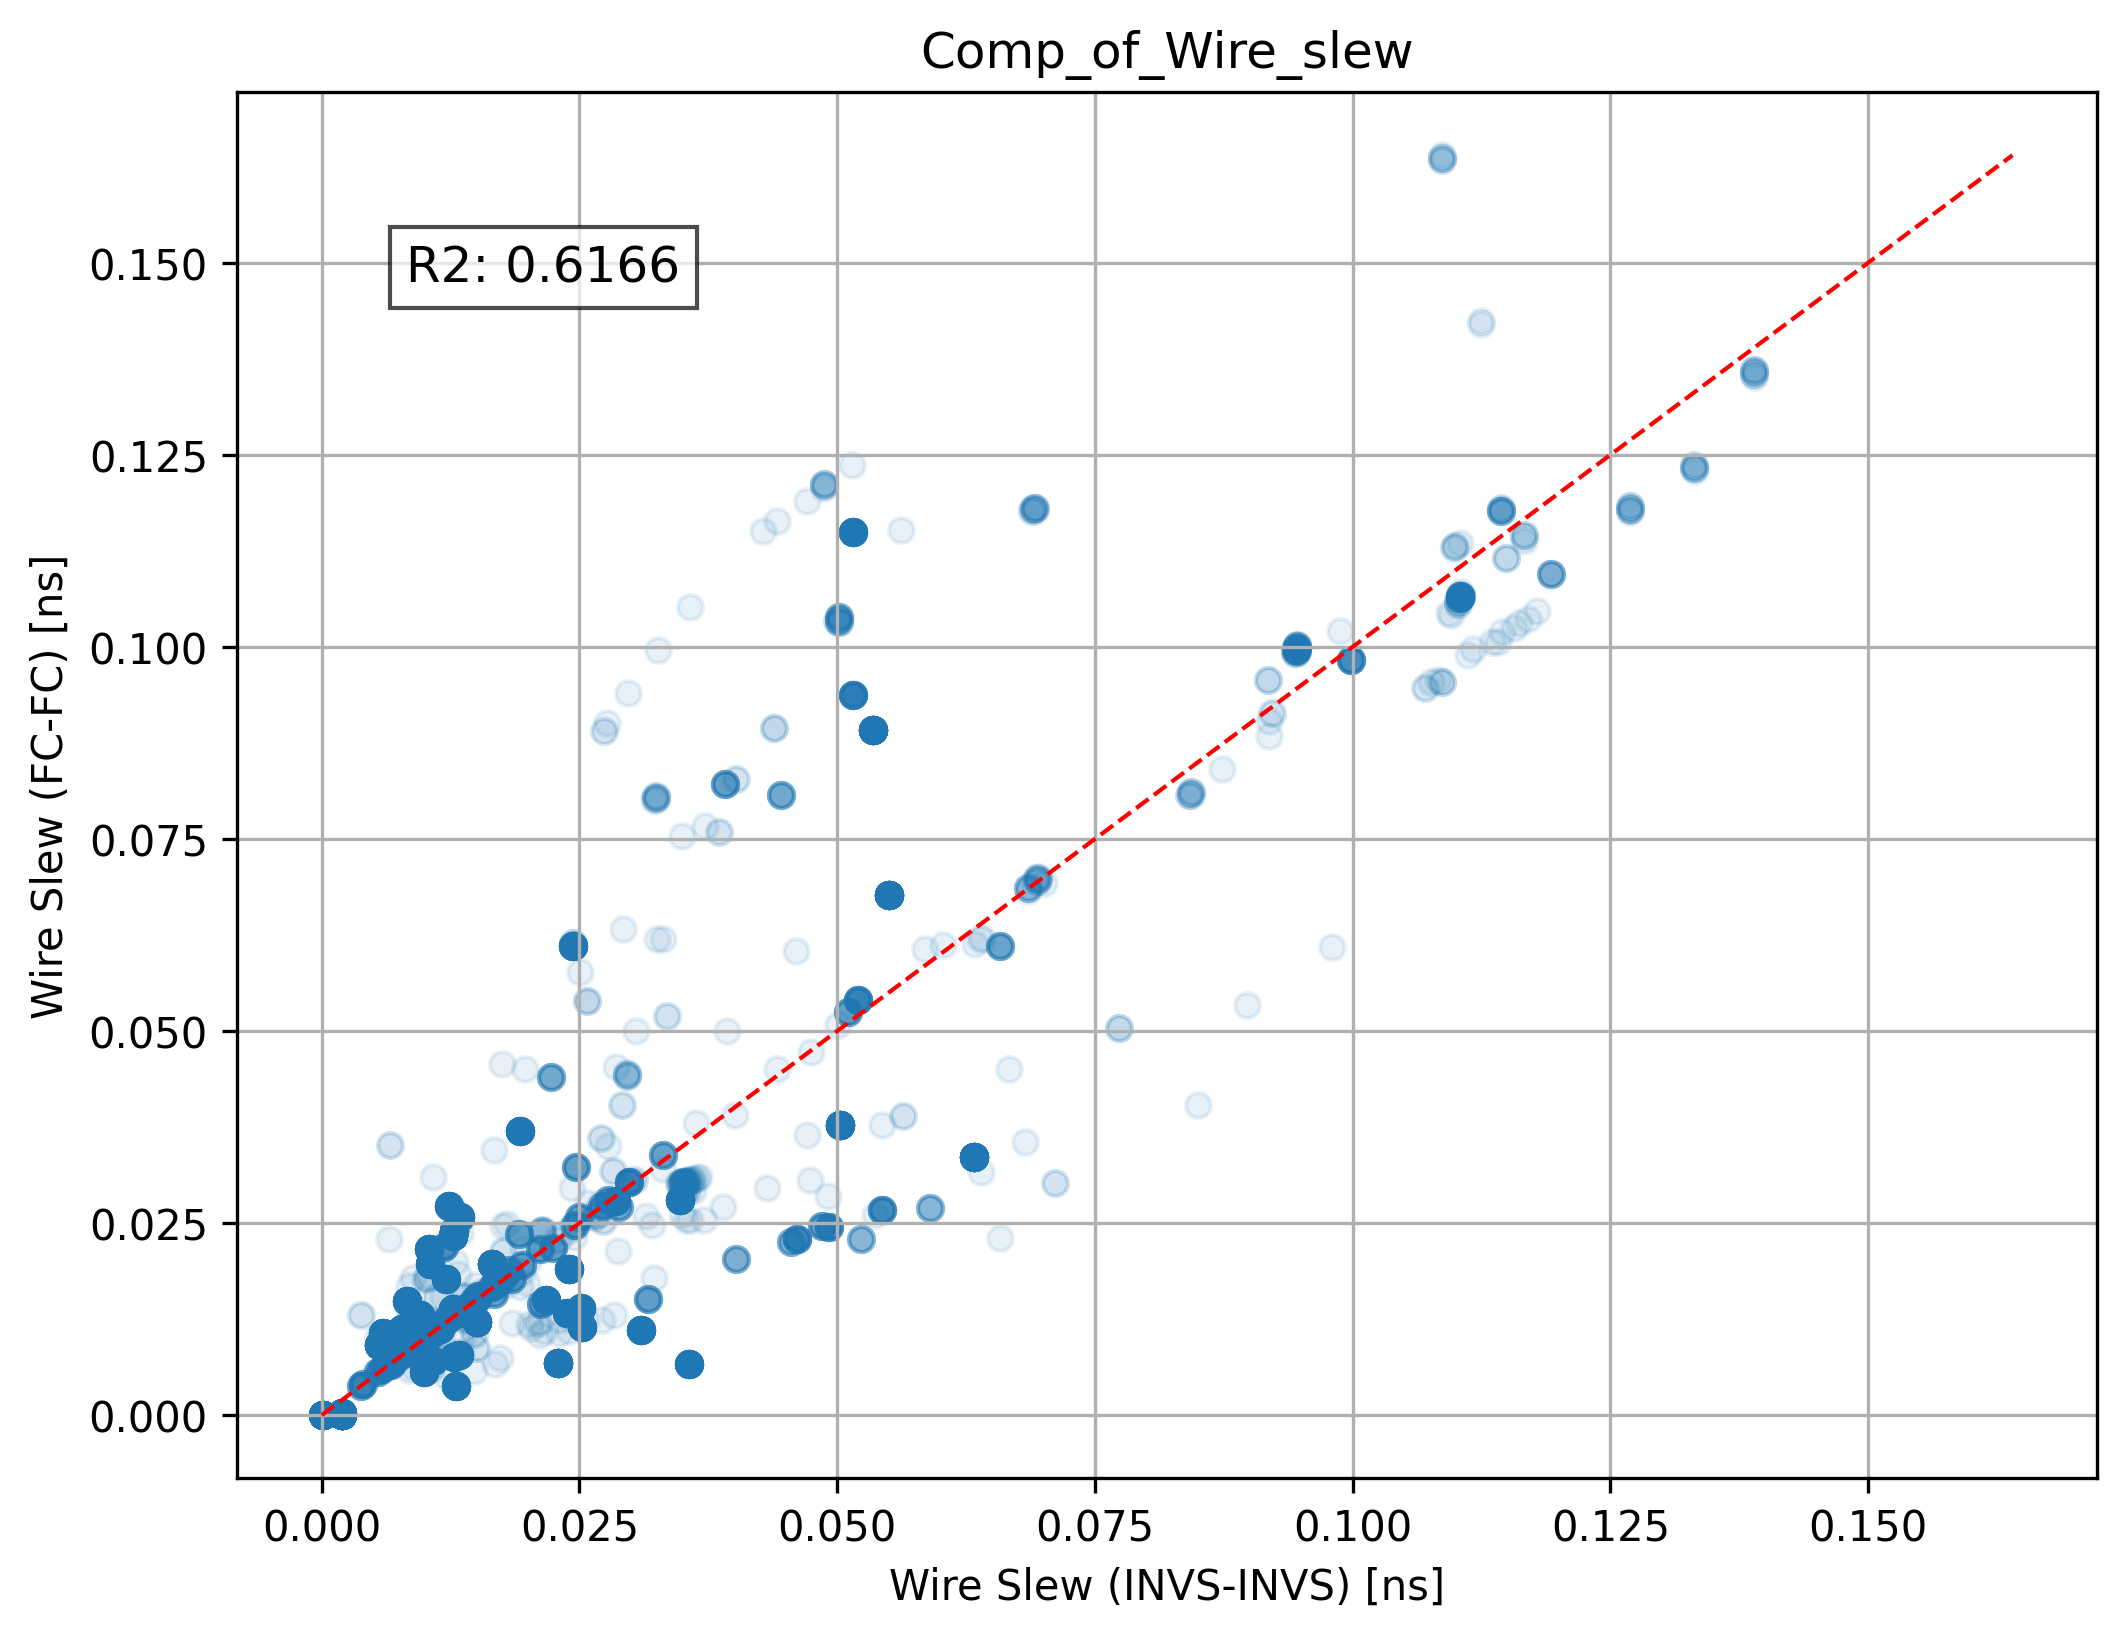 Comp_of_Wire_slew
R2: 0.6166
Wire Slew (FC-FC) [ns]
0.150
0.125
0.100
0.075
0.050
0.025
0.000
0.000 0.025 0.050 0.075 0.100 0.125 0.150
Wire Slew (INVS-INVS) [ns]